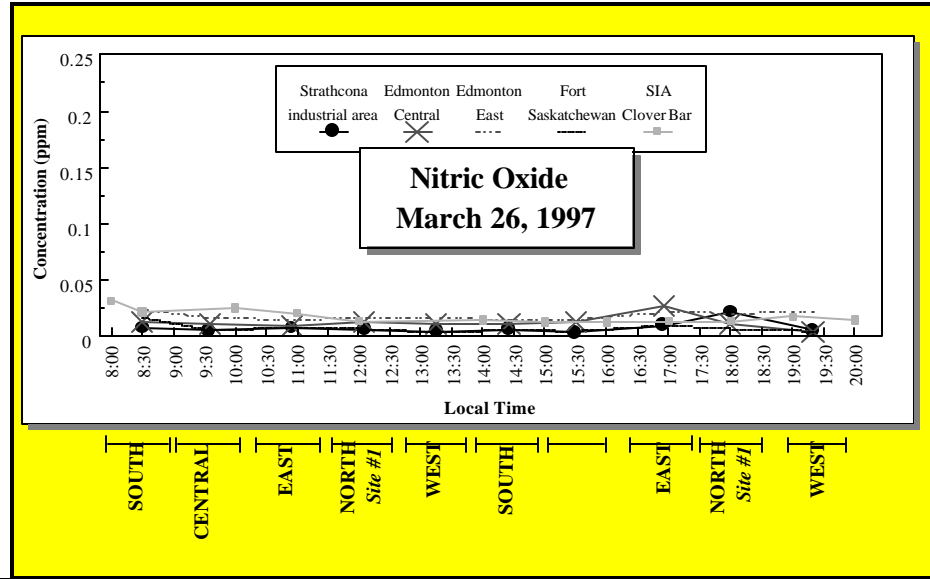 0.25
0.2
0.15
0.1
0.05
0
Concentration (ppm)
Strathcona Edmonton Edmonton Fort SIA
industrial area Central East Saskatchewan Clover Bar
Nitric Oxide
March 26, 1997
8:00 8:30 9:00 9:30 10:00 10:30 11:00 11:30 12:00 12:30 13:00 13:30 14:00 14:30 15:00 15:30 16:00 16:30 17:00 17:30 18:00 18:30 19:00 19:30 20:00
Local Time
SOUTH
CENTRAL
EAST
NORTH
Site #1
WEST
SOUTH
EAST
NORTH
Site #1
WEST